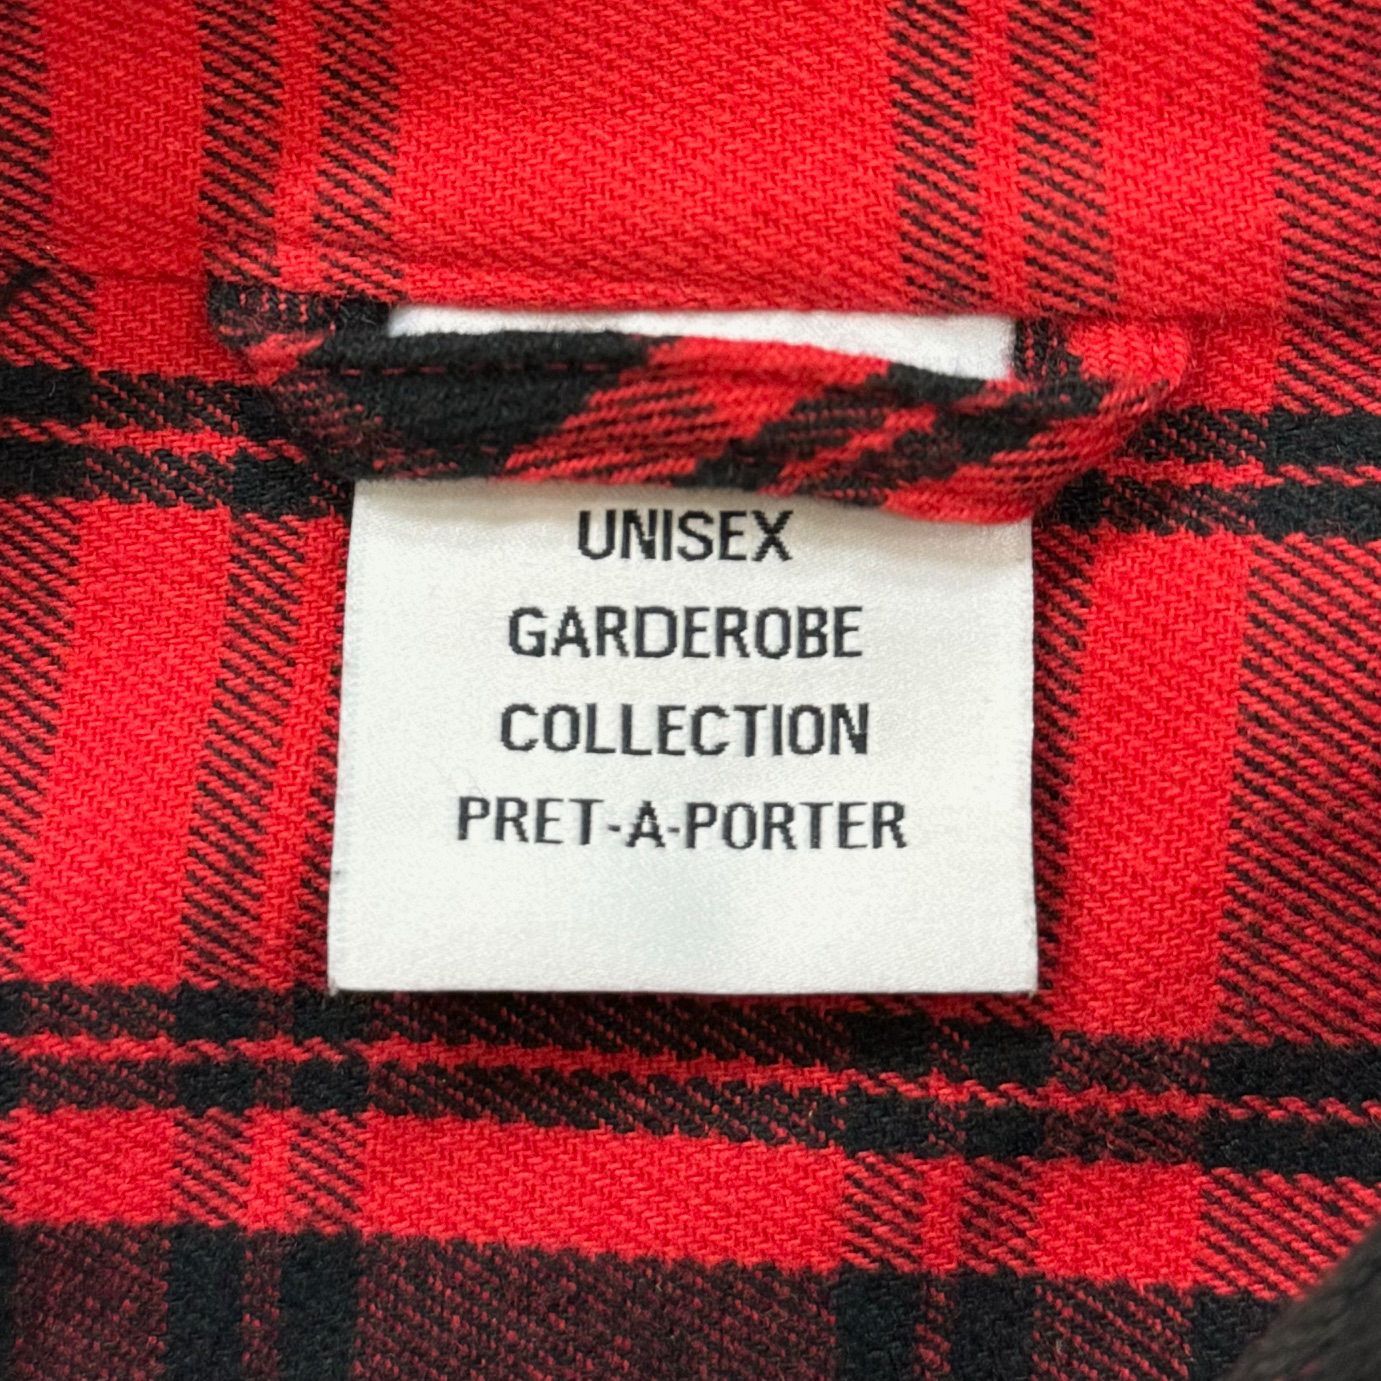 UNISEX
GARDEROBE
COLLECTION
PRET-A-PORTER